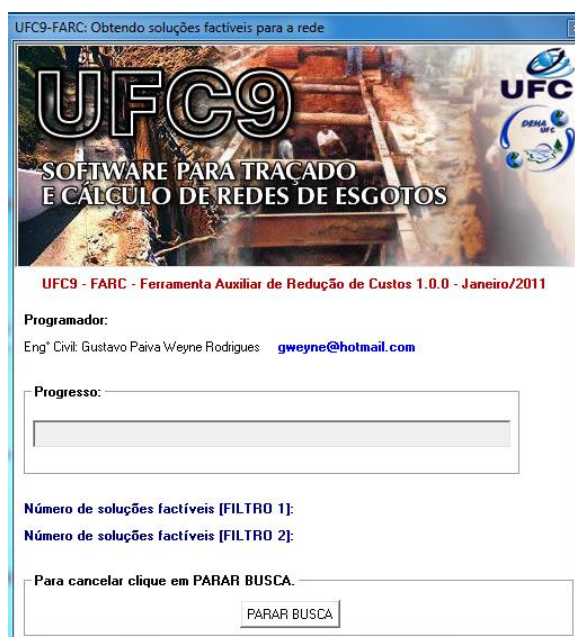 UFC9-FARC: Obtendo soluções factíveis para a rede
UFC9
UFC
DEHA
UFC
SOFTWARE PARA TRAÇADO
E CÁLCULO DE REDES DE ESGOTOS
UFC9 - FARC - Ferramenta Auxiliar de Redução de Custos 1.0.0 - Janeiro/2011
Programador:
Eng° Civil: Gustavo Paiva Weyne Rodrigues gweyne@hotmail.com
Progresso:
Número de soluções factíveis [FILTRO 1]:
Número de soluções factíveis [FILTRO 2]:
Para cancelar clique em PARAR BUSCA.
PARAR BUSCA